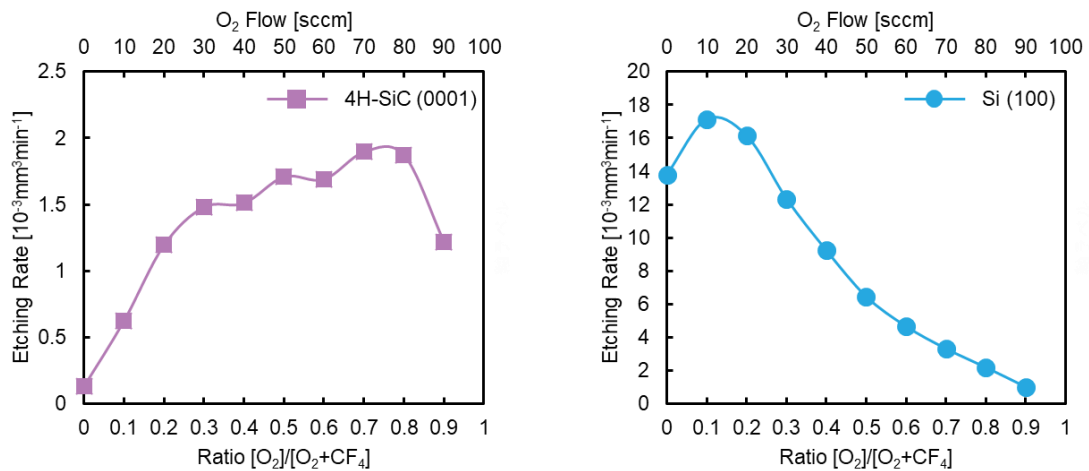 O₂ Flow [sccm]
0 10 20 30 40 50 60 70 80 90 100
2.5
2
1.5
1
0.5
0
Etching Rate [10⁻³mm³min⁻¹]
4H-SiC (0001)
0 0.1 0.2 0.3 0.4 0.5 0.6 0.7 0.8 0.9 1
Ratio [O₂]/[O₂+CF₄]
O₂ Flow [sccm]
0 10 20 30 40 50 60 70 80 90 100
20
18
16
14
12
10
8
6
4
2
0
Etching Rate [10⁻³mm³min⁻¹]
Si (100)
0 0.1 0.2 0.3 0.4 0.5 0.6 0.7 0.8 0.9 1
Ratio [O₂]/[O₂+CF₄]